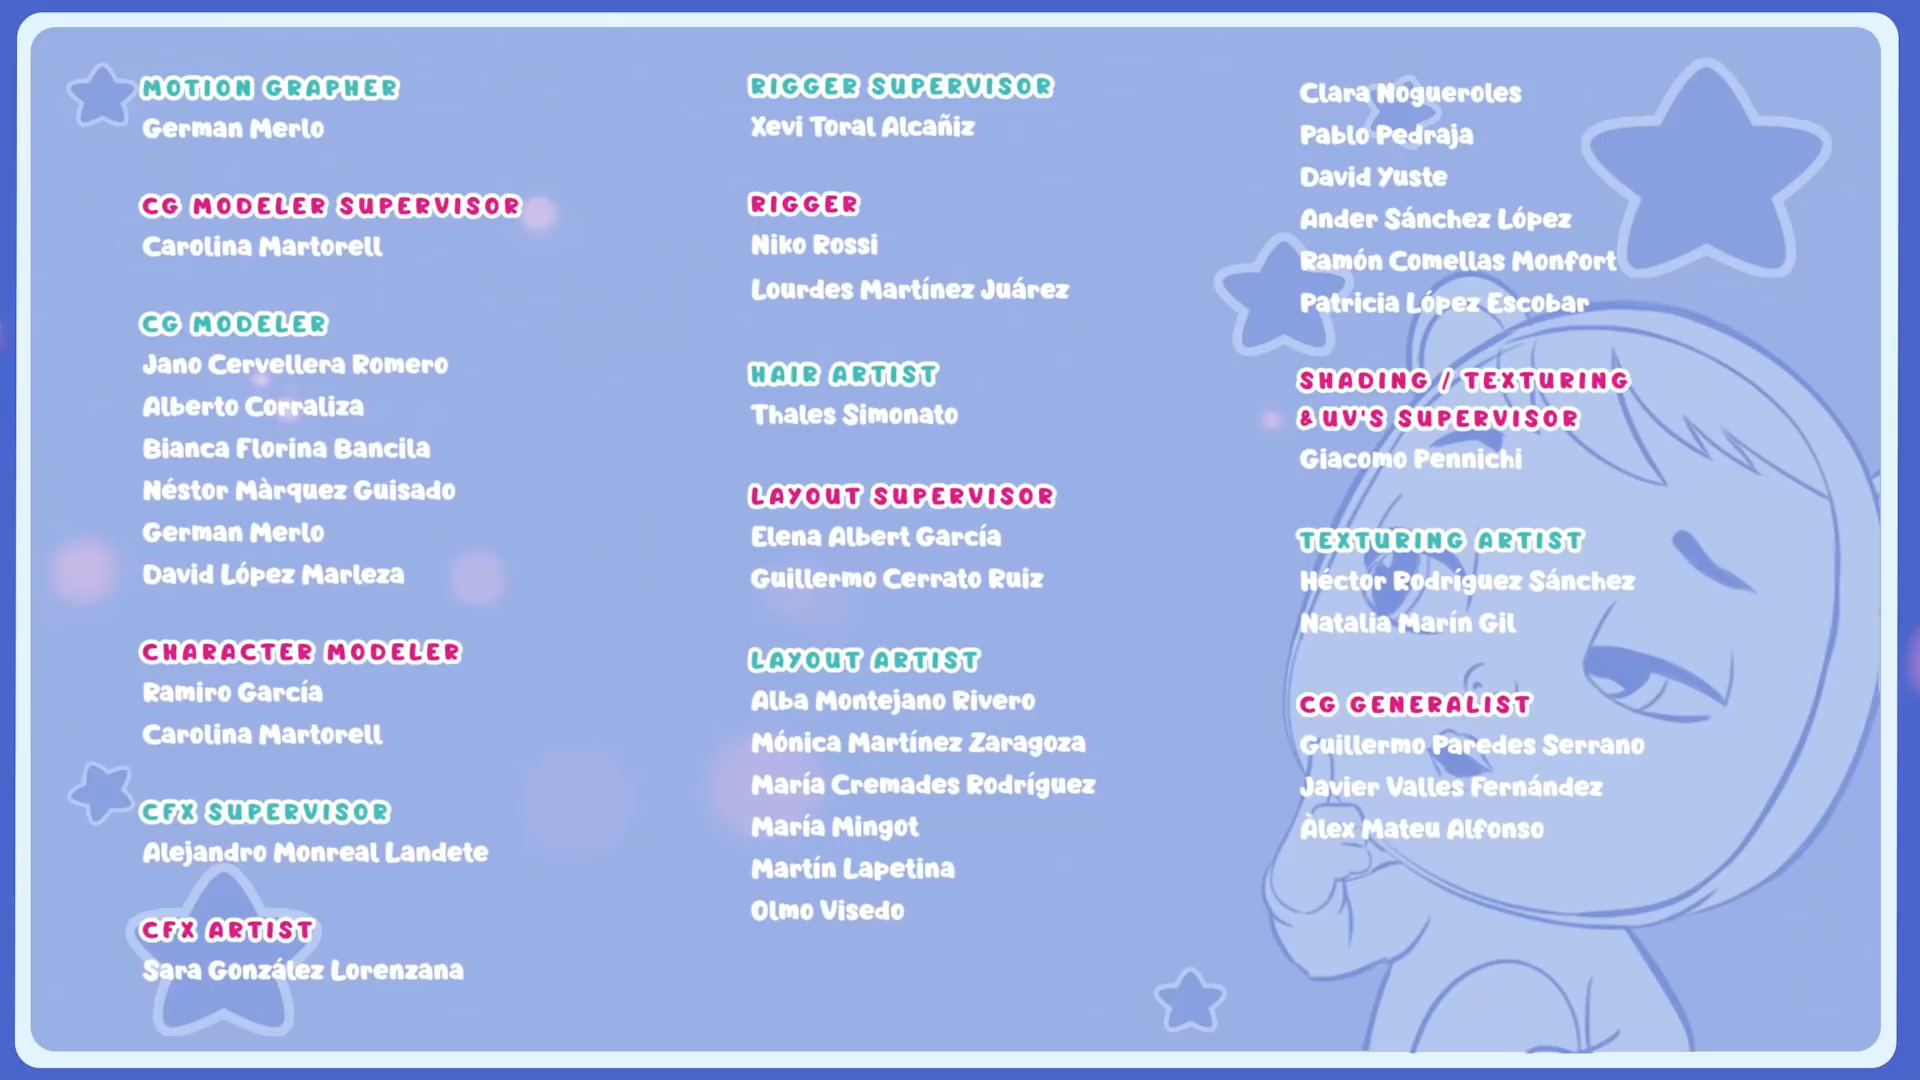 MOTION GRAPHER
German Merlo
CG MODELER SUPERVISOR
Carolina Martorell
CG MODELER
Jano Cervellera Romero
Alberto Corraliza
Bianca Florina Bancila
Néstor Màrquez Guisado
German Merlo
David López Marleza
CHARACTER MODELER
Ramiro García
Carolina Martorell
CFX SUPERVISOR
Alejandro Monreal Landete
CFX ARTIST
Sara González Lorenzana
RIGGER SUPERVISOR
Xevi Toral Alcañiz
RIGGER
Niko Rossi
Lourdes Martínez Juárez
HAIR ARTIST
Thales Simonato
LAYOUT SUPERVISOR
Elena Albert García
Guillermo Cerrato Ruiz
LAYOUT ARTIST
Alba Montejano Rivero
Mónica Martínez Zaragoza
María Cremades Rodríguez
María Mingot
Martín Lapetina
Olmo Visedo
Clara Nogueroles
Pablo Pedraja
David Yuste
Ander Sánchez López
Ramón Comellas Monfort
Patricia López Escobar
SHADING / TEXTURING
& UV'S SUPERVISOR
Giacomo Pennichi
TEXTURING ARTIST
Héctor Rodríguez Sánchez
Natalia Marín Gil
CG GENERALIST
Guillermo Paredes Serrano
Javier Valles Fernández
Àlex Mateu Alfonso